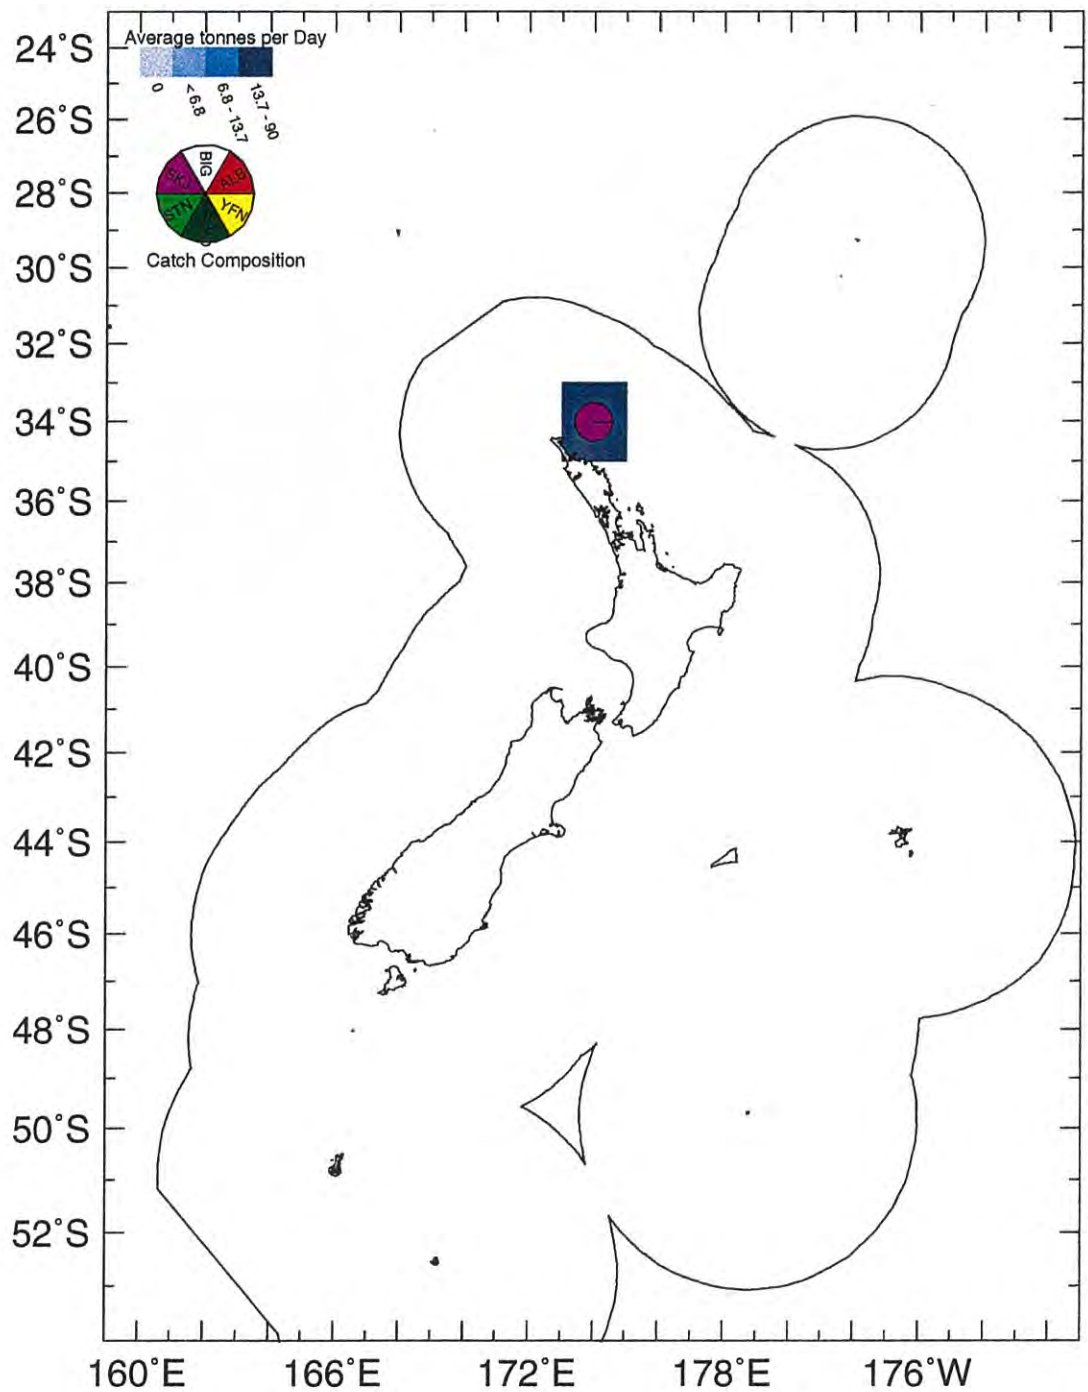 24°S
26°S
28°S
30°S
32°S
34°S
36°S
38°S
40°S
42°S
44°S
46°S
48°S
50°S
52°S
Average tonnes per Day
0
<6.8
6.8 - 13.7
13.7 - 90
BIG
ALB
YFN
STN
SKJ
Catch Composition
160°E
166°E
172°E
178°E
176°W